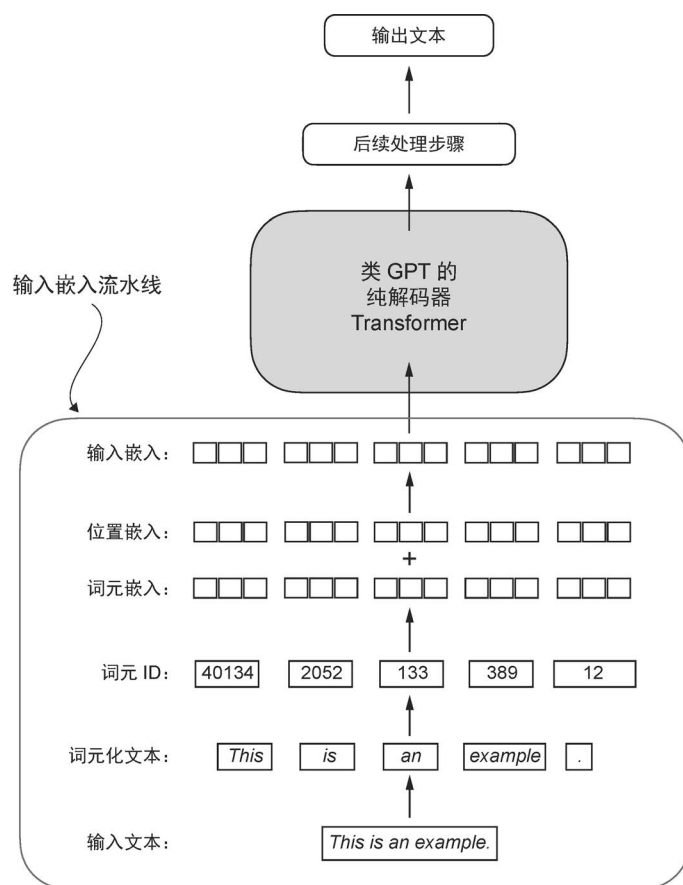 输出文本
后续处理步骤
类 GPT 的
纯解码器
Transformer
输入嵌入流水线
输入嵌入：
位置嵌入：
+
词元嵌入：
词元 ID： 40134 2052 133 389 12
词元化文本： This is an example .
输入文本： This is an example.